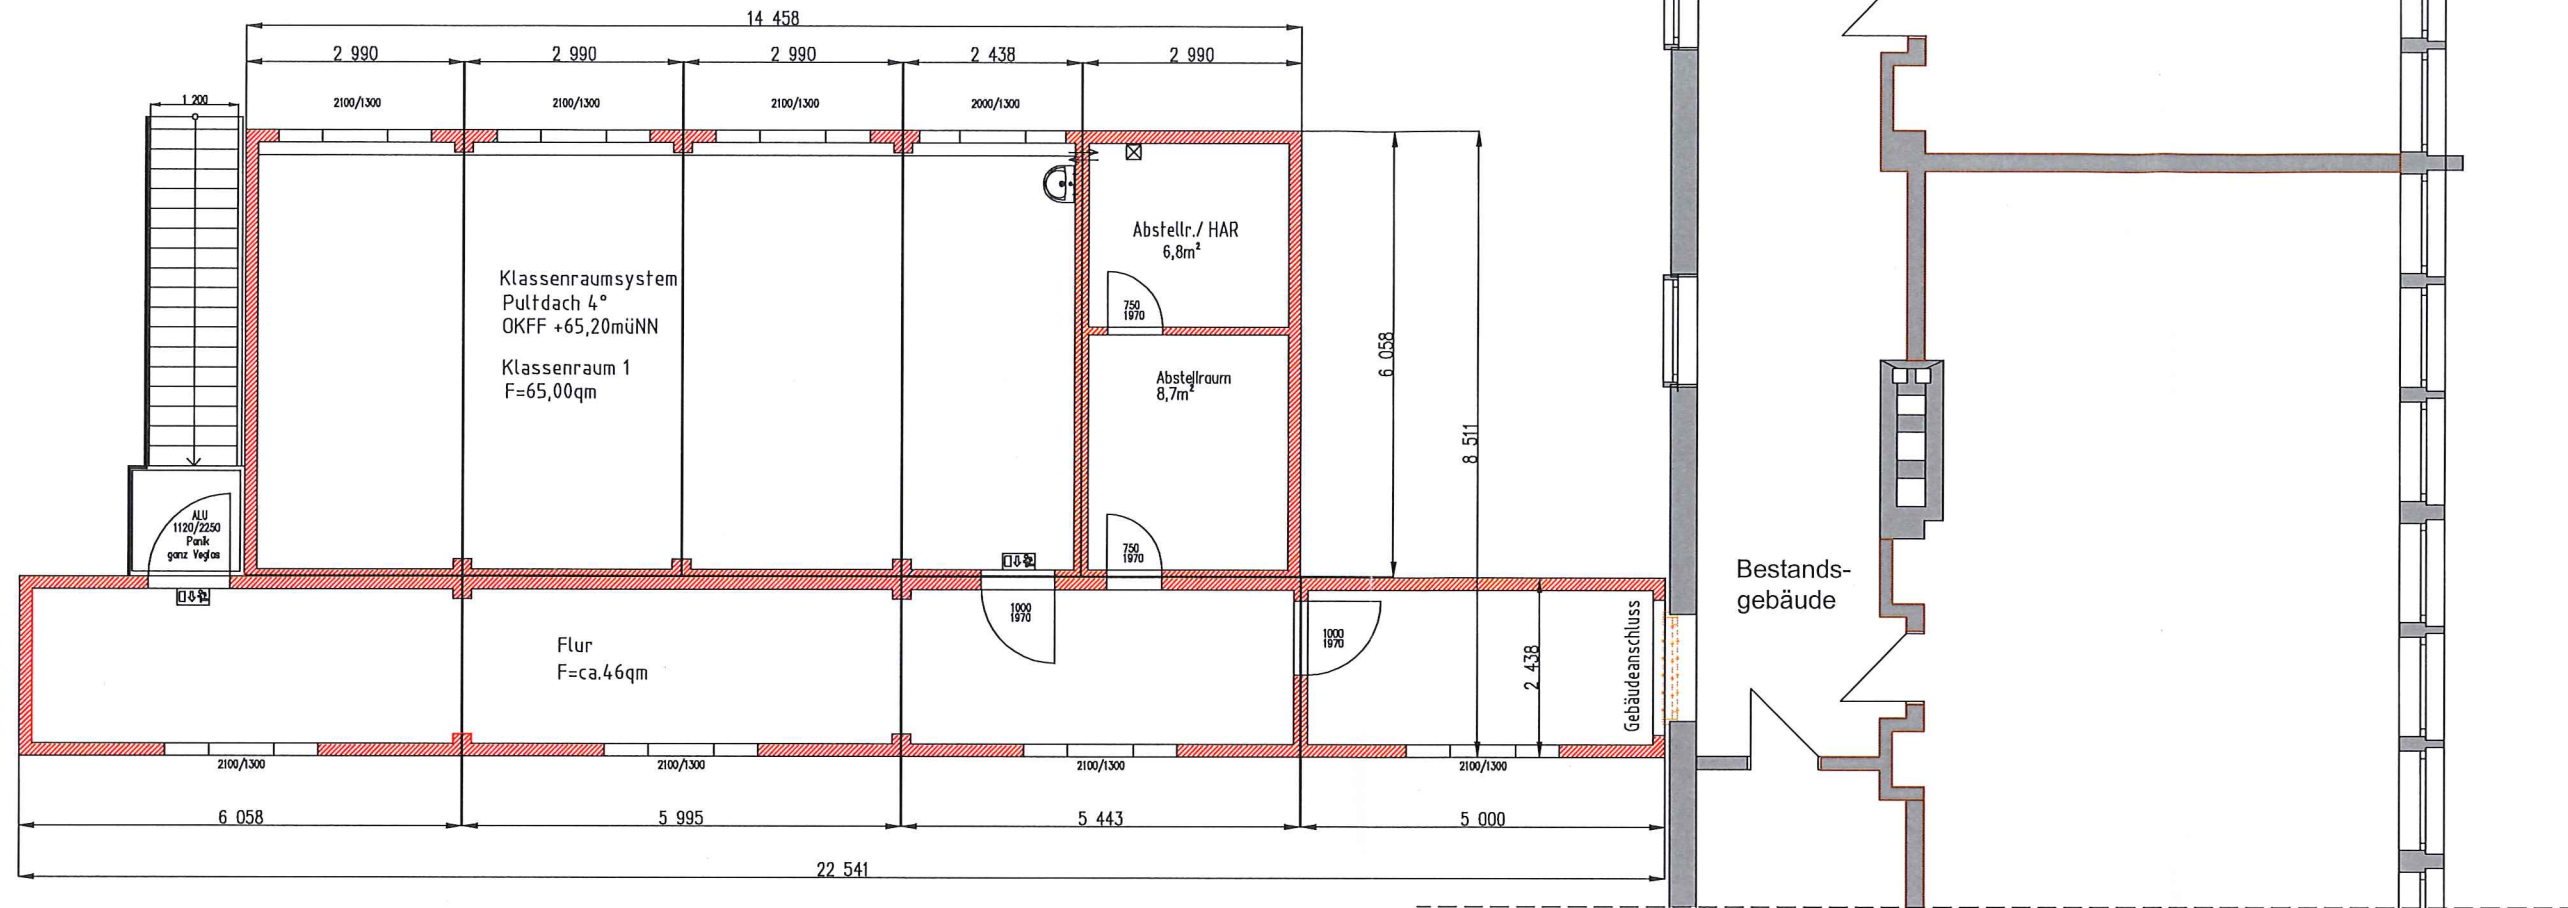 14 458
2 990
2 990
2 990
2 438
2 990
1 200
2100/1300
2100/1300
2100/1300
2000/1300
Abstellr./ HAR
6,8m²
Klassenraumsystem
Pultdach 4°
OKFF +65,20müNN
Klassenraum 1
F=65,00qm
750
1970
6 058
8 511
Abstellraum
8,7m²
ALU
1120/2250
Panik
ganz Veglas
750
1970
Bestands-
gebäude
1000
1970
1000
1970
Flur
F=ca.46qm
2 438
Gebäudeanschluss
2100/1300
2100/1300
2100/1300
2100/1300
6 058
5 995
5 443
5 000
22 541